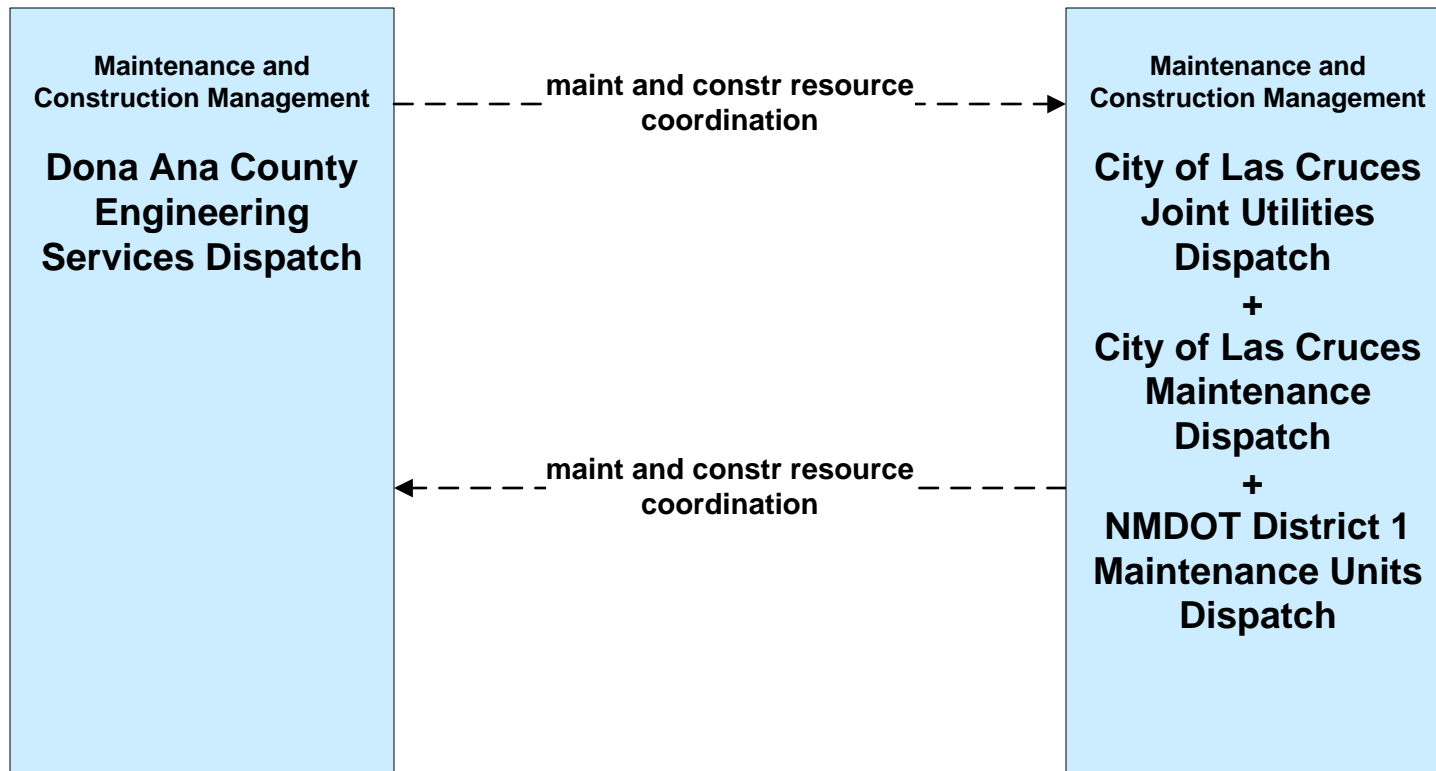 Maintenance and
Construction Management
Dona Ana County
Engineering
Services Dispatch
maint and constr resource
coordination
maint and constr resource
coordination
Maintenance and
Construction Management
City of Las Cruces
Joint Utilities
Dispatch
+
City of Las Cruces
Maintenance
Dispatch
+
NMDOT District 1
Maintenance Units
Dispatch